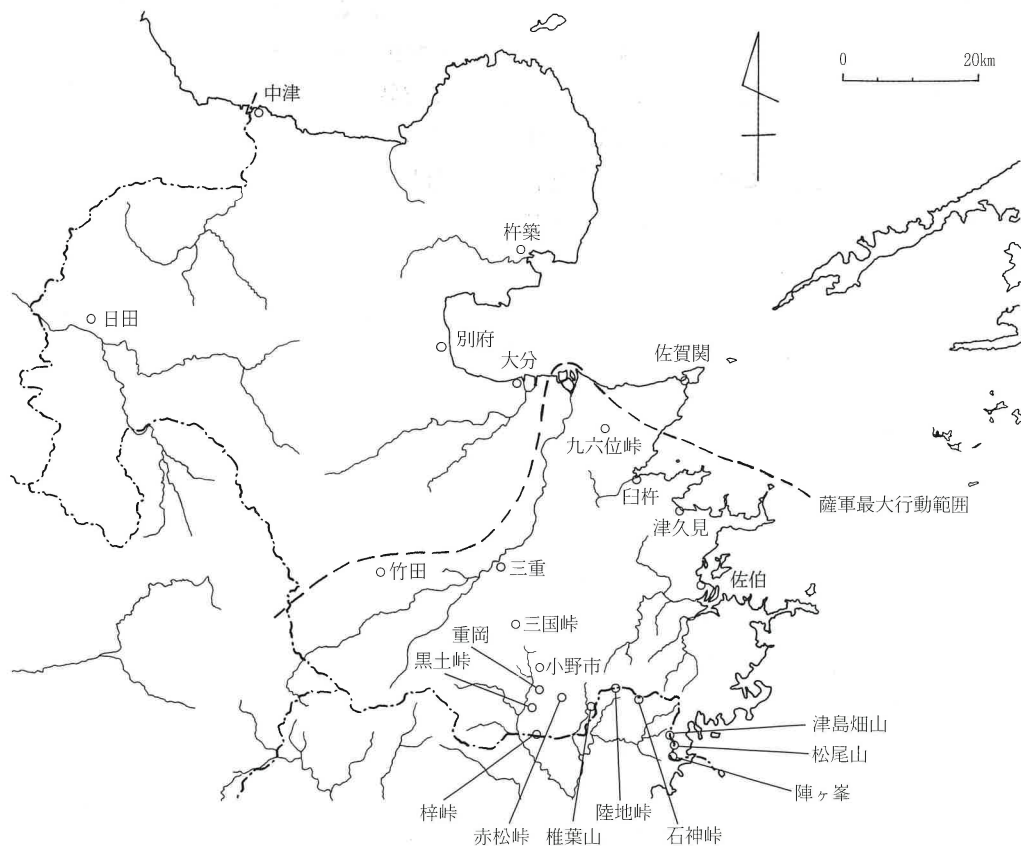 0
20km
中津
杵築
日田
別府
大分
佐賀関
九六位峠
臼杵
薩軍最大行動範囲
津久見
竹田
三重
佐伯
三国峠
重岡
黒土峠
小野市
津島畑山
松尾山
陣ヶ峯
梓峠
赤松峠
椎葉山
陸地峠
石神峠